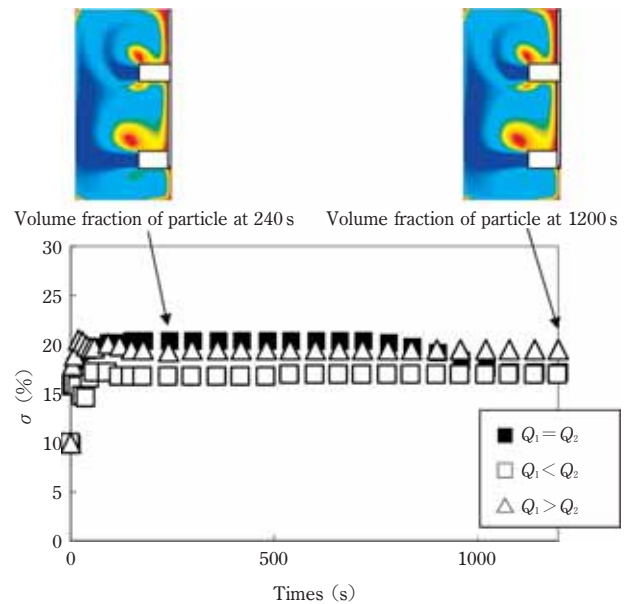 Volume fraction of particle at 240 s
Volume fraction of particle at 1200 s
30
25
20
15
10
5
0
σ (%)
0
500
1000
Times (s)
Q₁=Q₂
Q₁<Q₂
Q₁>Q₂